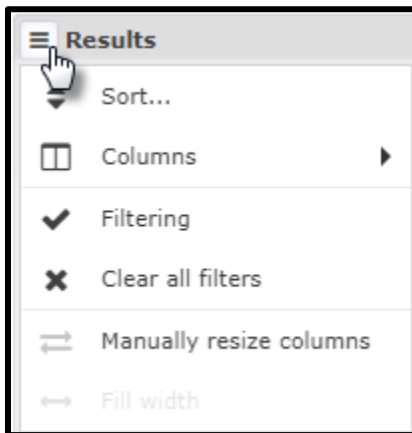 Results
Sort...
Columns
Filtering
Clear all filters
Manually resize columns
Fill width